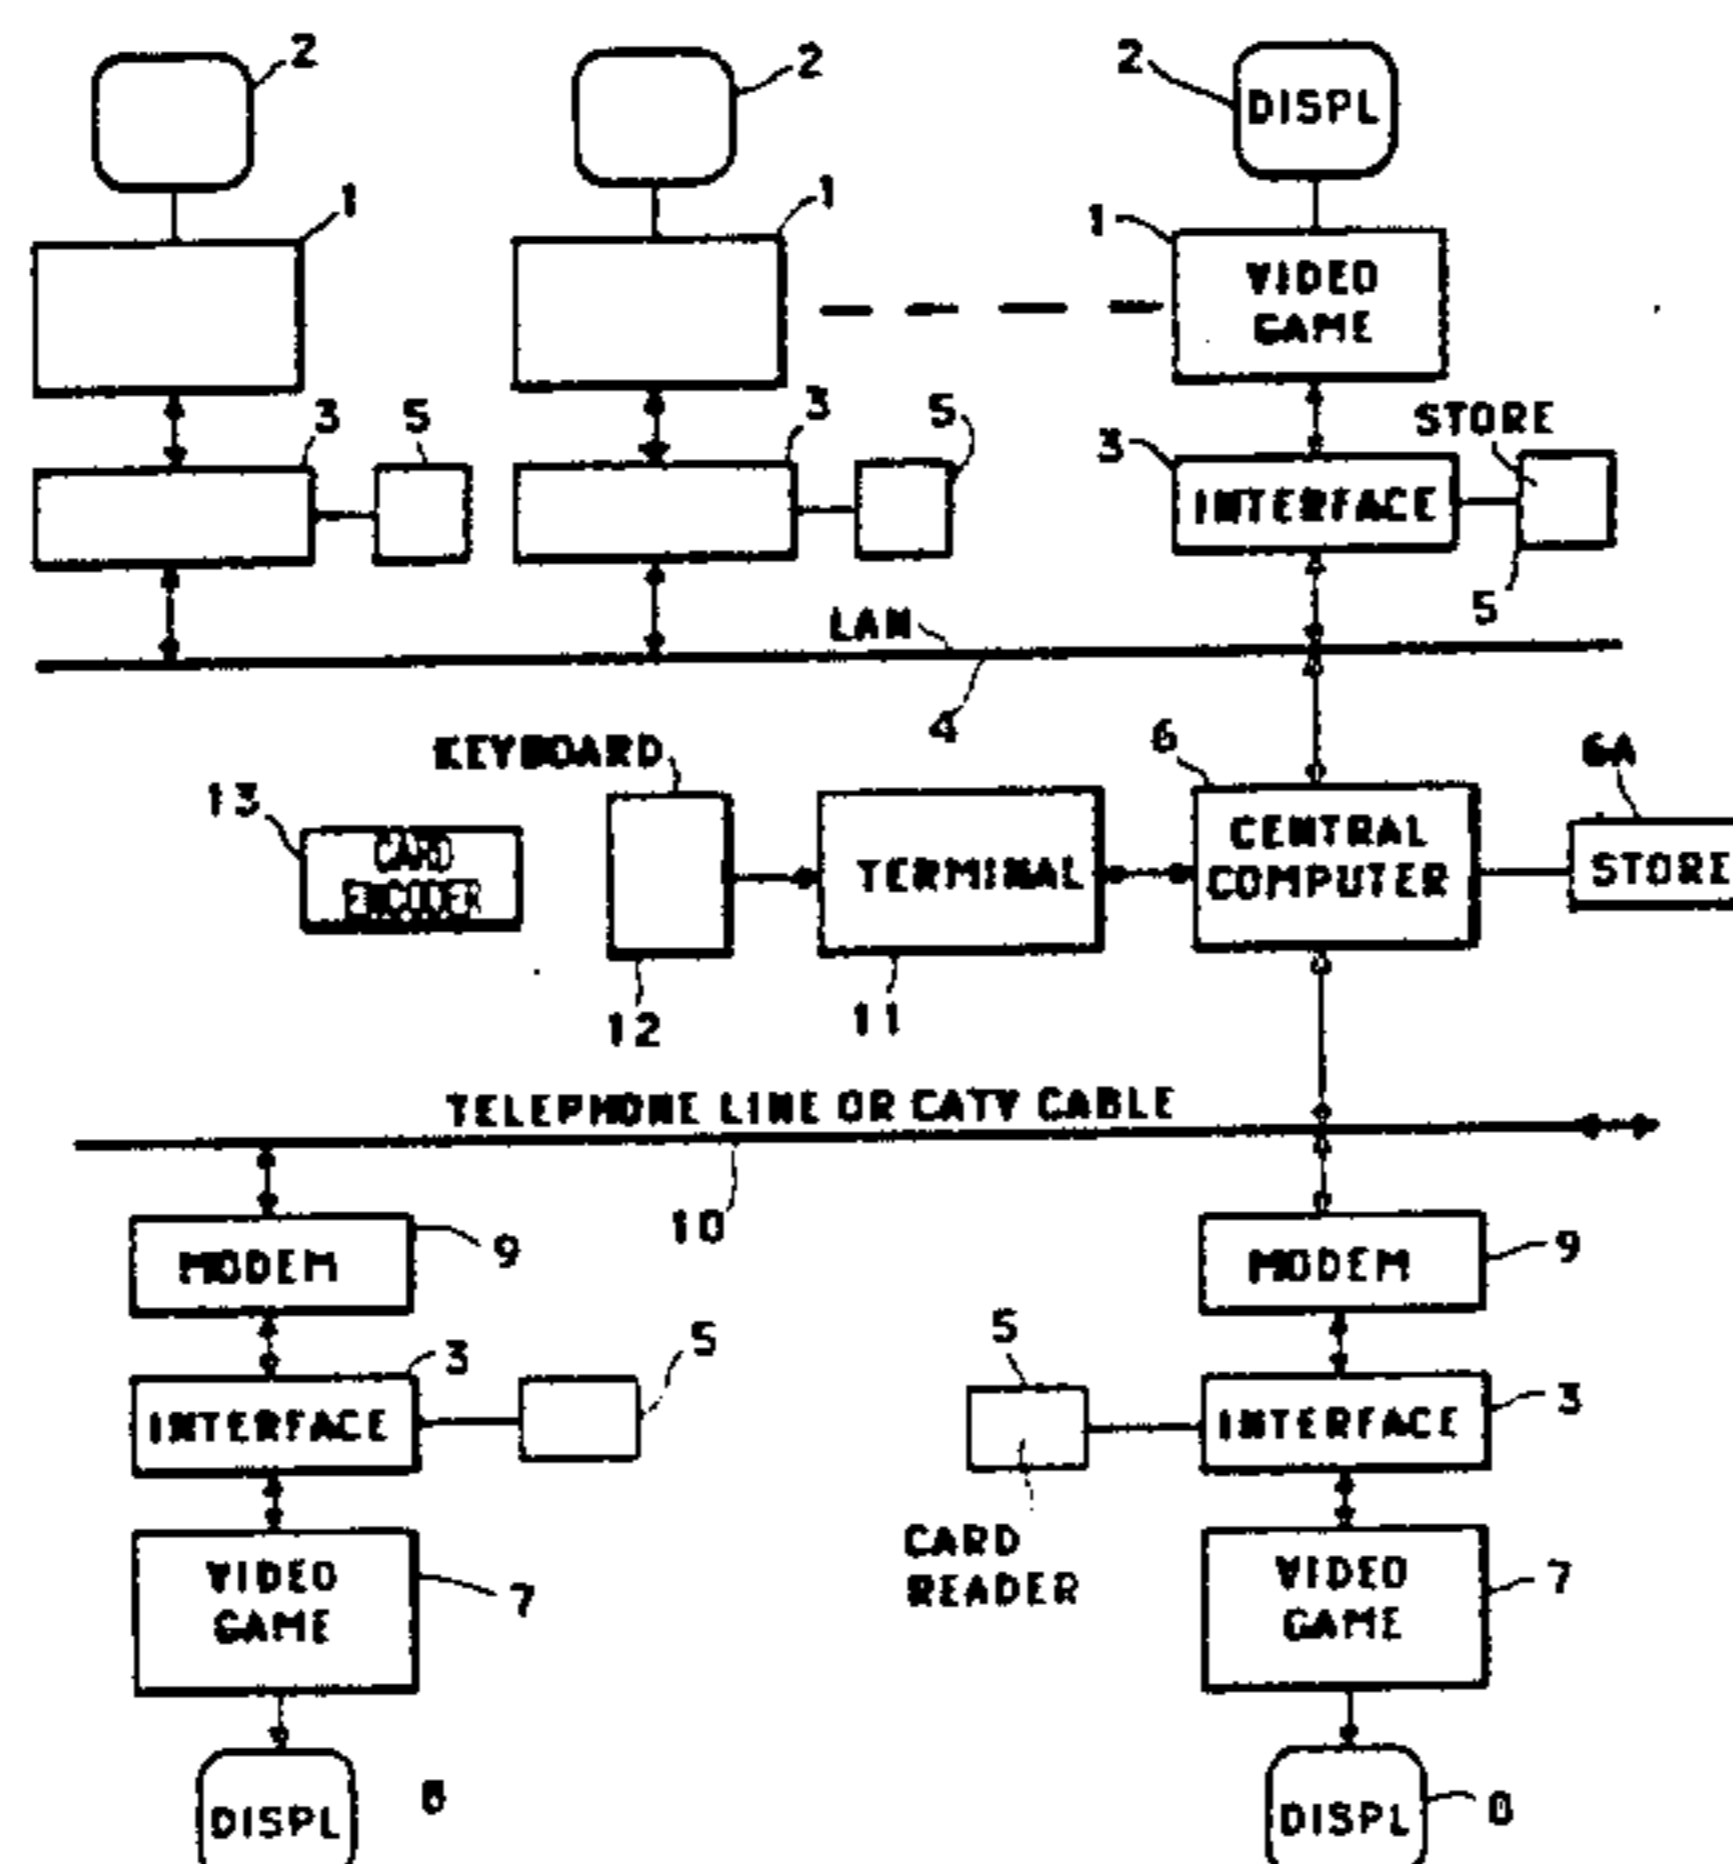 2
2
2
DISPL
1
1
1
VIDEO
GAME
3
5
3
5
3
STORE
INTERFACE
5
LAN
4
KEYBOARD
6
6A
13
CARD
ENCODER
TERMINAL
CENTRAL
COMPUTER
STORE
12
11
TELEPHONE LINE OR CATV CABLE
10
MODEM
9
MODEM
9
3
5
5
3
INTERFACE
INTERFACE
CARD
READER
VIDEO
GAME
7
VIDEO
GAME
7
DISPL
DISPL